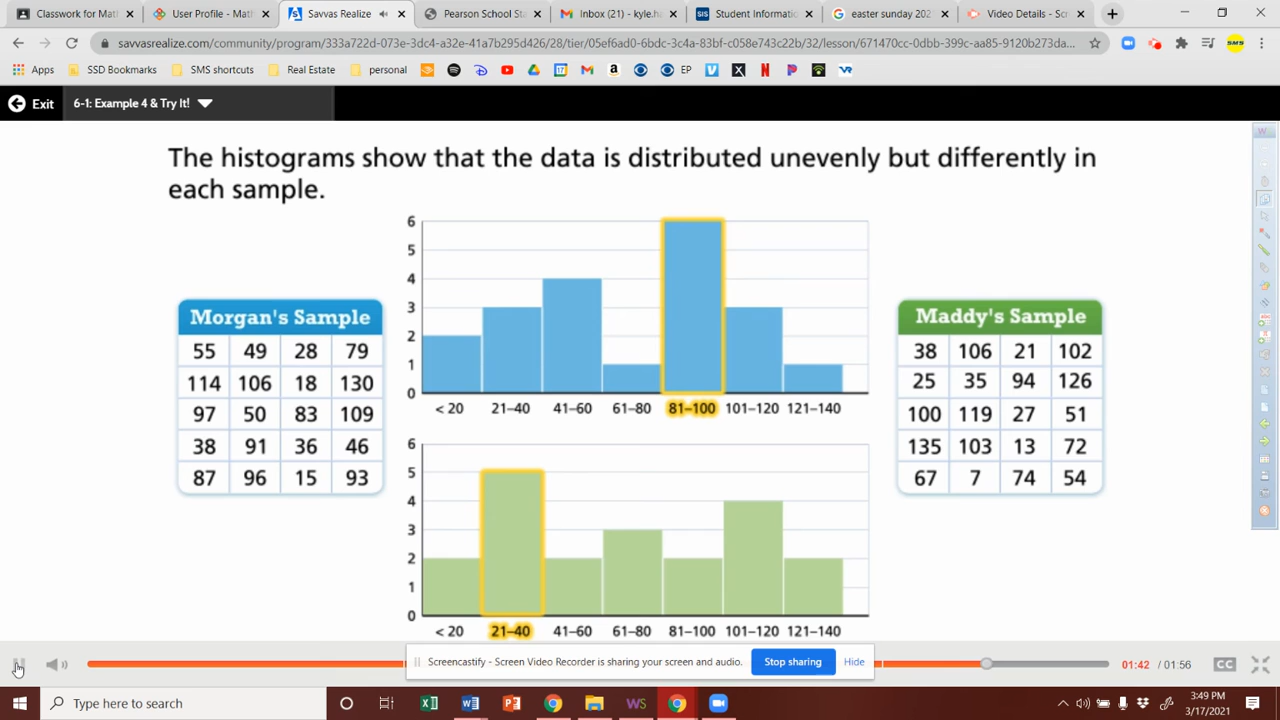 Classwork for Mat
User Profile - Mat
Savvas Realize
Pearson School Sta
Inbox (21) - kyle.ha
Student Informatio
easter sunday 202
Video Details - Scr
savvasrealize.com/community/program/333a722d-073e-3dc4-a32e-41a7b295d436/28/tier/05ef6ad0-6bdc-3c4a-83bf-c058e743c22b/32/lesson/671470cc-0dbb-399c-aa85-9120b273da...
Apps SSD Bookmarks SMS shortcuts Real Estate personal EP
Exit 6-1: Example 4 & Try It!
The histograms show that the data is distributed unevenly but differently in
each sample.
Morgan's Sample
55 49 28 79
114 106 18 130
97 50 83 109
38 91 36 46
87 96 15 93
6
5
4
3
2
1
0
< 20 21–40 41–60 61–80 81–100 101–120 121–140
Maddy's Sample
38 106 21 102
25 35 94 126
100 119 27 51
135 103 13 72
67 7 74 54
6
5
4
3
2
1
0
< 20 21–40 41–60 61–80 81–100 101–120 121–140
Screencastify - Screen Video Recorder is sharing your screen and audio. Stop sharing Hide
1:42 / 1:56 CC
Type here to search
3:49 PM
3/17/2021